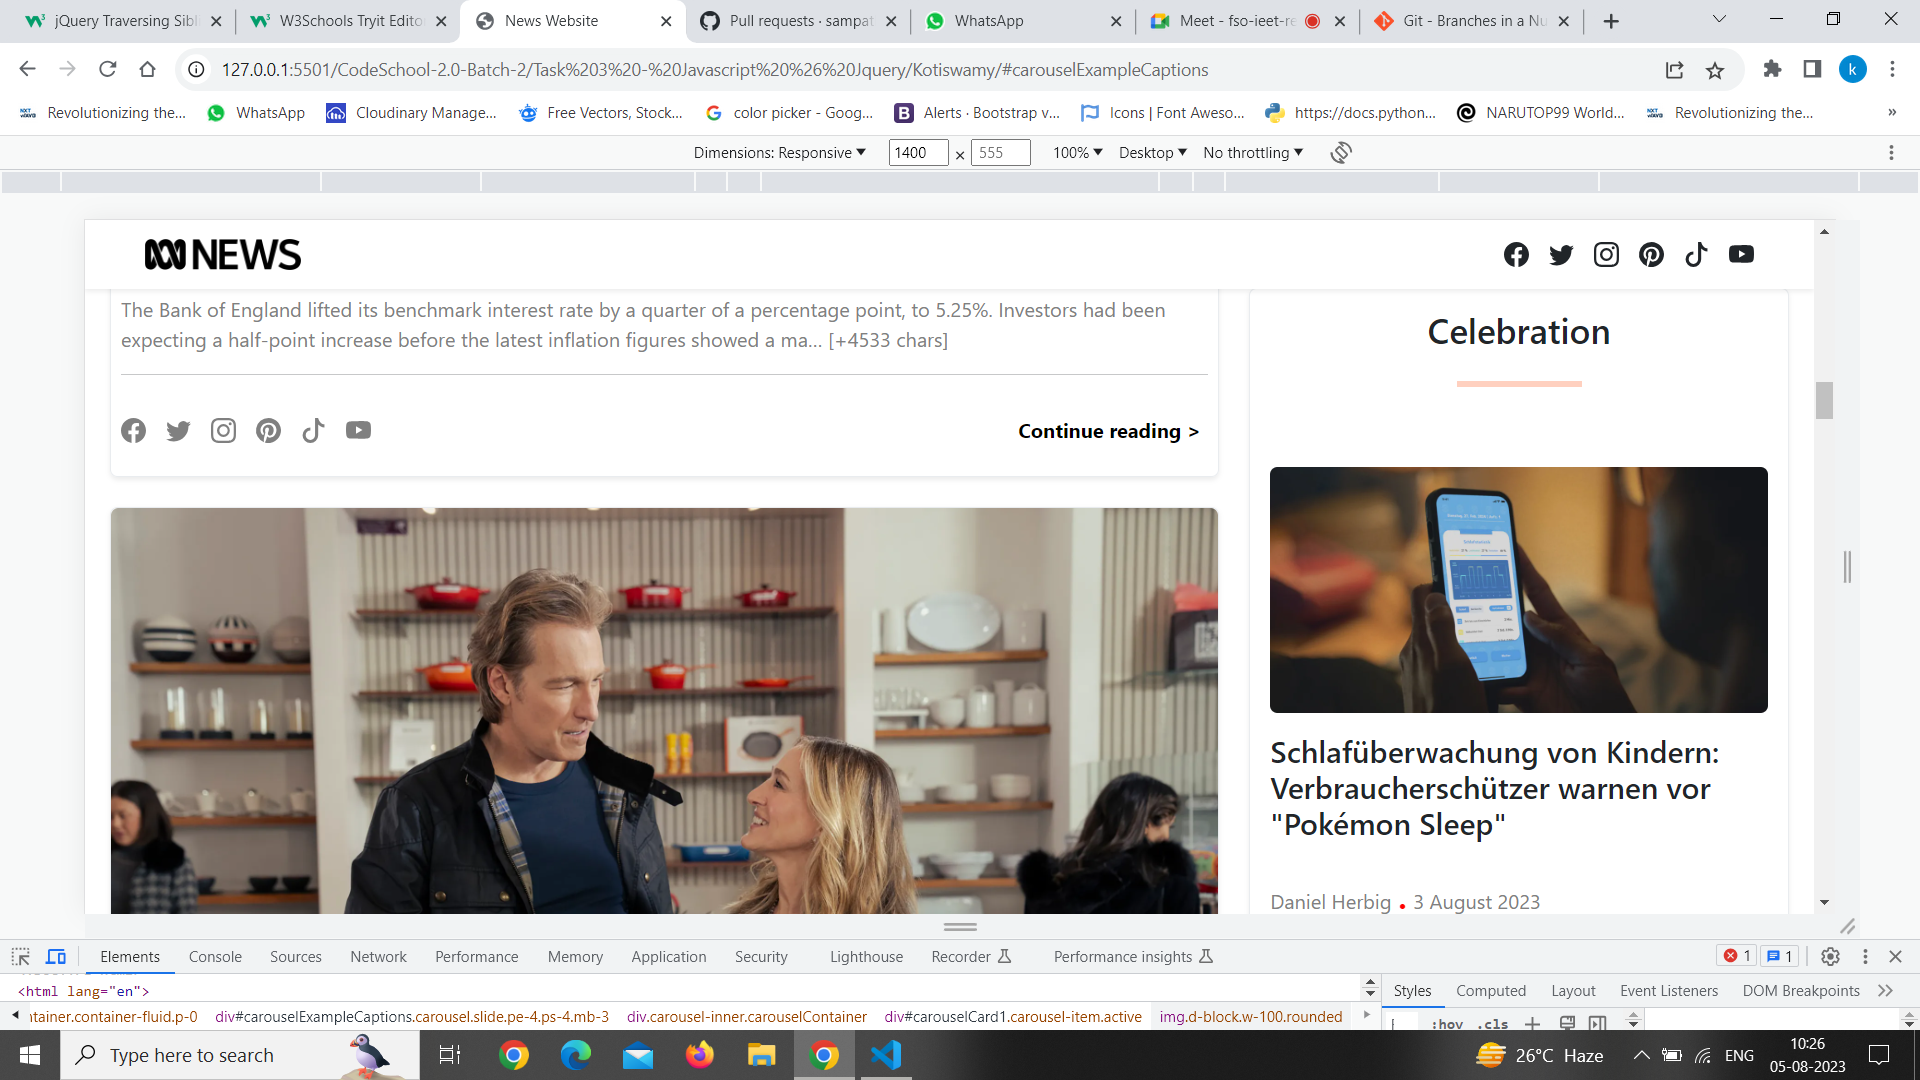 jQuery Traversing Sibli
W3Schools Tryit Editor
News Website
Pull requests · sampat
WhatsApp
Meet - fso-ieet-re
Git - Branches in a Nu
127.0.0.1:5501/CodeSchool-2.0-Batch-2/Task%203%20-%20Javascript%20%26%20Jquery/Kotiswamy/#carouselExampleCaptions
k
Revolutionizing the...
WhatsApp
Cloudinary Manage...
Free Vectors, Stock...
color picker - Goog...
Alerts · Bootstrap v...
Icons | Font Aweso...
https://docs.python...
NARUTOP99 World...
Revolutionizing the...
»
Dimensions: Responsive
1400 × 555
100%
Desktop
No throttling
NEWS
The Bank of England lifted its benchmark interest rate by a quarter of a percentage point, to 5.25%. Investors had been
expecting a half-point increase before the latest inflation figures showed a ma… [+4533 chars]
Continue reading >
Celebration
Schlafüberwachung von Kindern:
Verbraucherschützer warnen vor
"Pokémon Sleep"
Daniel Herbig • 3 August 2023
Elements
Console
Sources
Network
Performance
Memory
Application
Security
Lighthouse
Recorder
Performance insights
1
1
<html lang="en">
ntainer.container-fluid.p-0
div#carouselExampleCaptions.carousel.slide.pe-4.ps-4.mb-3
div.carousel-inner.carouselContainer
div#carouselCard1.carousel-item.active
img.d-block.w-100.rounded
Styles
Computed
Layout
Event Listeners
DOM Breakpoints
:hov .cls
Type here to search
26°C Haze
ENG
10:26
05-08-2023